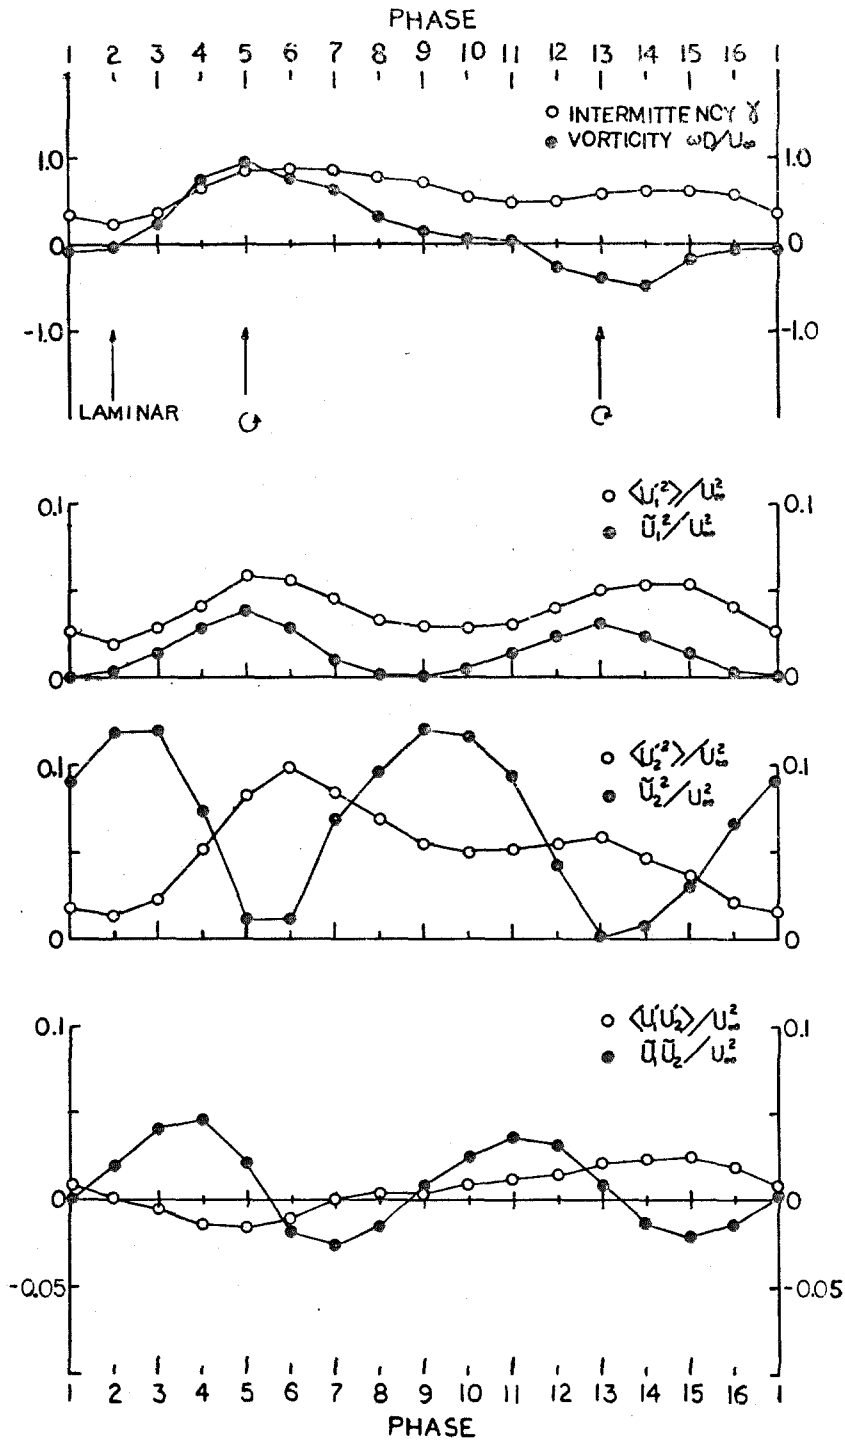 PHASE
1 2 3 4 5 6 7 8 9 10 11 12 13 14 15 16 1
INTERMITTENCY γ
VORTICITY ωD/U∞
1.0 1.0
0 0
-1.0 -1.0
LAMINAR
0.1 0.1
⟨U₁′²⟩/U∞²
Ũ₁²/U∞²
0 0
0.1 0.1
⟨U₂′²⟩/U∞²
Ũ₂²/U∞²
0 0
0.1 0.1
⟨U₁′U₂′⟩/U∞²
Ũ₁Ũ₂/U∞²
0 0
-0.05 -0.05
1 2 3 4 5 6 7 8 9 10 11 12 13 14 15 16 1
PHASE